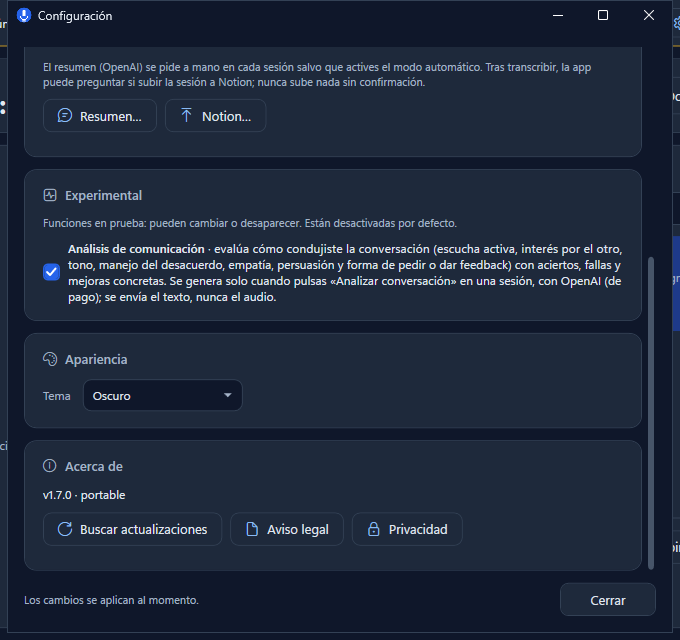 Configuración
El resumen (OpenAI) se pide a mano en cada sesión salvo que actives el modo automático. Tras transcribir, la app
puede preguntar si subir la sesión a Notion; nunca sube nada sin confirmación.
Resumen... Notion...
Experimental
Funciones en prueba: pueden cambiar o desaparecer. Están desactivadas por defecto.
Análisis de comunicación · evalúa cómo condujiste la conversación (escucha activa, interés por el otro,
tono, manejo del desacuerdo, empatía, persuasión y forma de pedir o dar feedback) con aciertos, fallas y
mejoras concretas. Se genera solo cuando pulsas «Analizar conversación» en una sesión, con OpenAI (de
pago); se envía el texto, nunca el audio.
Apariencia
Tema Oscuro
Acerca de
v1.7.0 · portable
Buscar actualizaciones Aviso legal Privacidad
Los cambios se aplican al momento. Cerrar